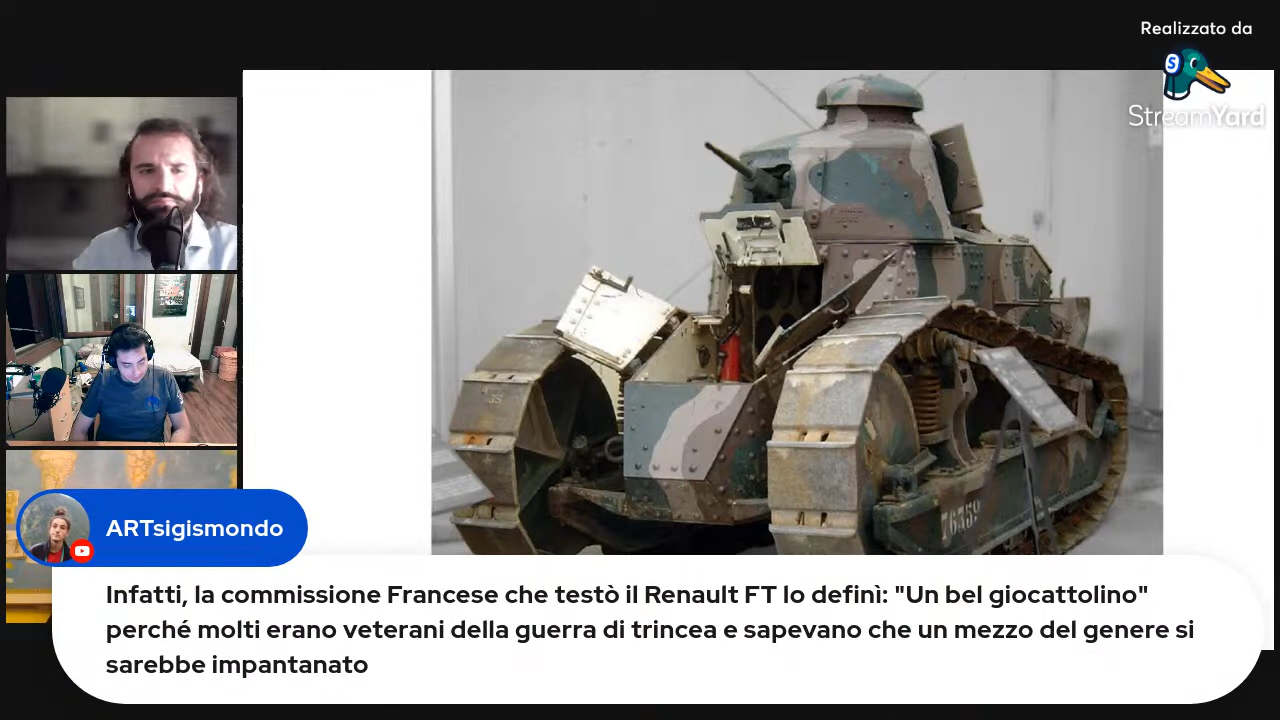 Realizzato da
StreamYard
76359
ARTsigismondo
Infatti, la commissione Francese che testò il Renault FT lo definì: "Un bel giocattolino"
perché molti erano veterani della guerra di trincea e sapevano che un mezzo del genere si
sarebbe impantanato